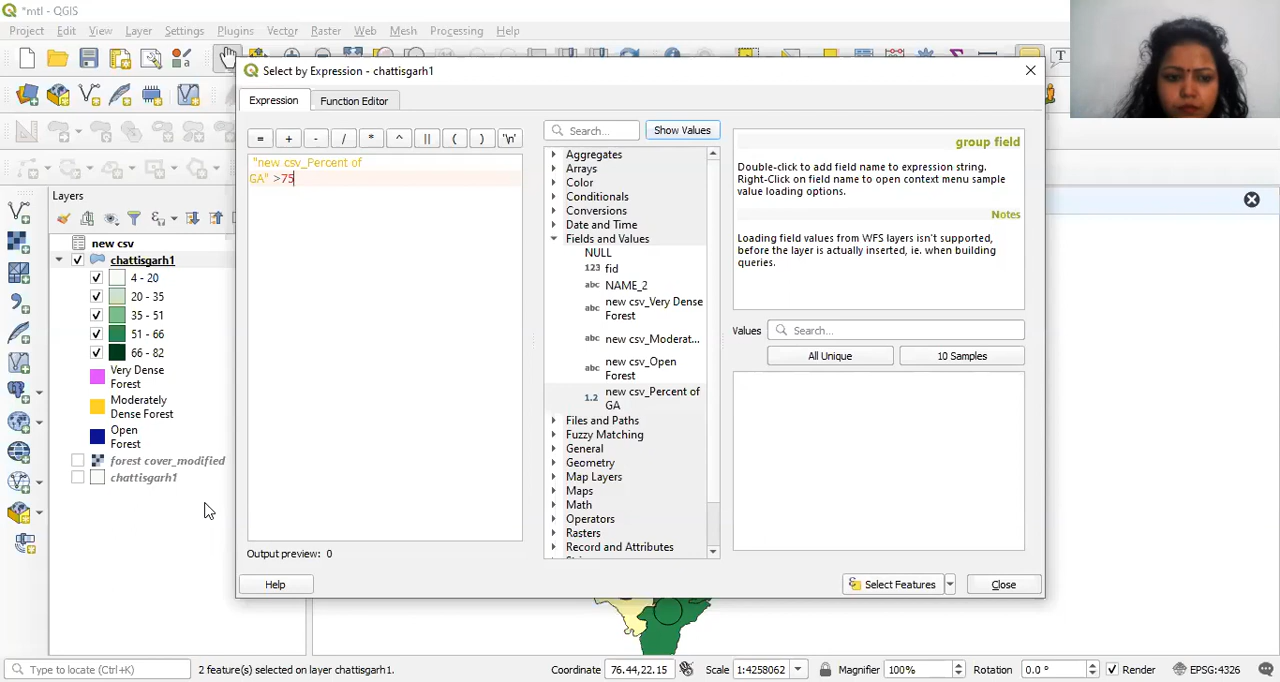 *mtl - QGIS
Project Edit View Layer Settings Plugins Vector Raster Web Mesh Processing Help
Select by Expression - chattisgarh1
Expression Function Editor
= + - / * ^ || ( ) '\n'
Search... Show Values
"new csv_Percent of
GA" >75
Aggregates
Arrays
Color
Conditionals
Conversions
Date and Time
Fields and Values
NULL
123 fid
abc NAME_2
abc new csv_Very Dense
Forest
abc new csv_Moderat...
abc new csv_Open
Forest
1.2 new csv_Percent of
GA
Files and Paths
Fuzzy Matching
General
Geometry
Map Layers
Maps
Math
Operators
Rasters
Record and Attributes
group field
Double-click to add field name to expression string.
Right-Click on field name to open context menu sample
value loading options.
Notes
Loading field values from WFS layers isn't supported,
before the layer is actually inserted, ie. when building
queries.
Values Search...
All Unique 10 Samples
Output preview: 0
Help Select Features Close
Layers
new csv
chattisgarh1
4 - 20
20 - 35
35 - 51
51 - 66
66 - 82
Very Dense
Forest
Moderately
Dense Forest
Open
Forest
forest cover_modified
chattisgarh1
Type to locate (Ctrl+K) 2 feature(s) selected on layer chattisgarh1. Coordinate 76.44,22.15 Scale 1:4258062 Magnifier 100% Rotation 0.0 ° Render EPSG:4326